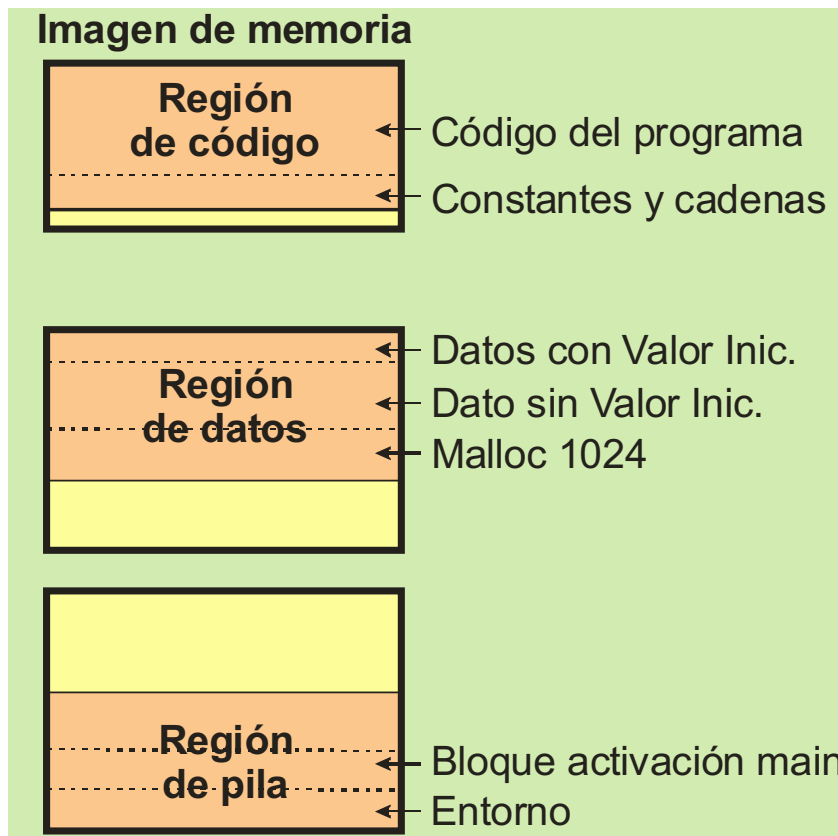 Imagen de memoria
Región
de código
Código del programa
Constantes y cadenas
Región
de datos
Datos con Valor Inic.
Dato sin Valor Inic.
Malloc 1024
Región
de pila
Bloque activación main
Entorno